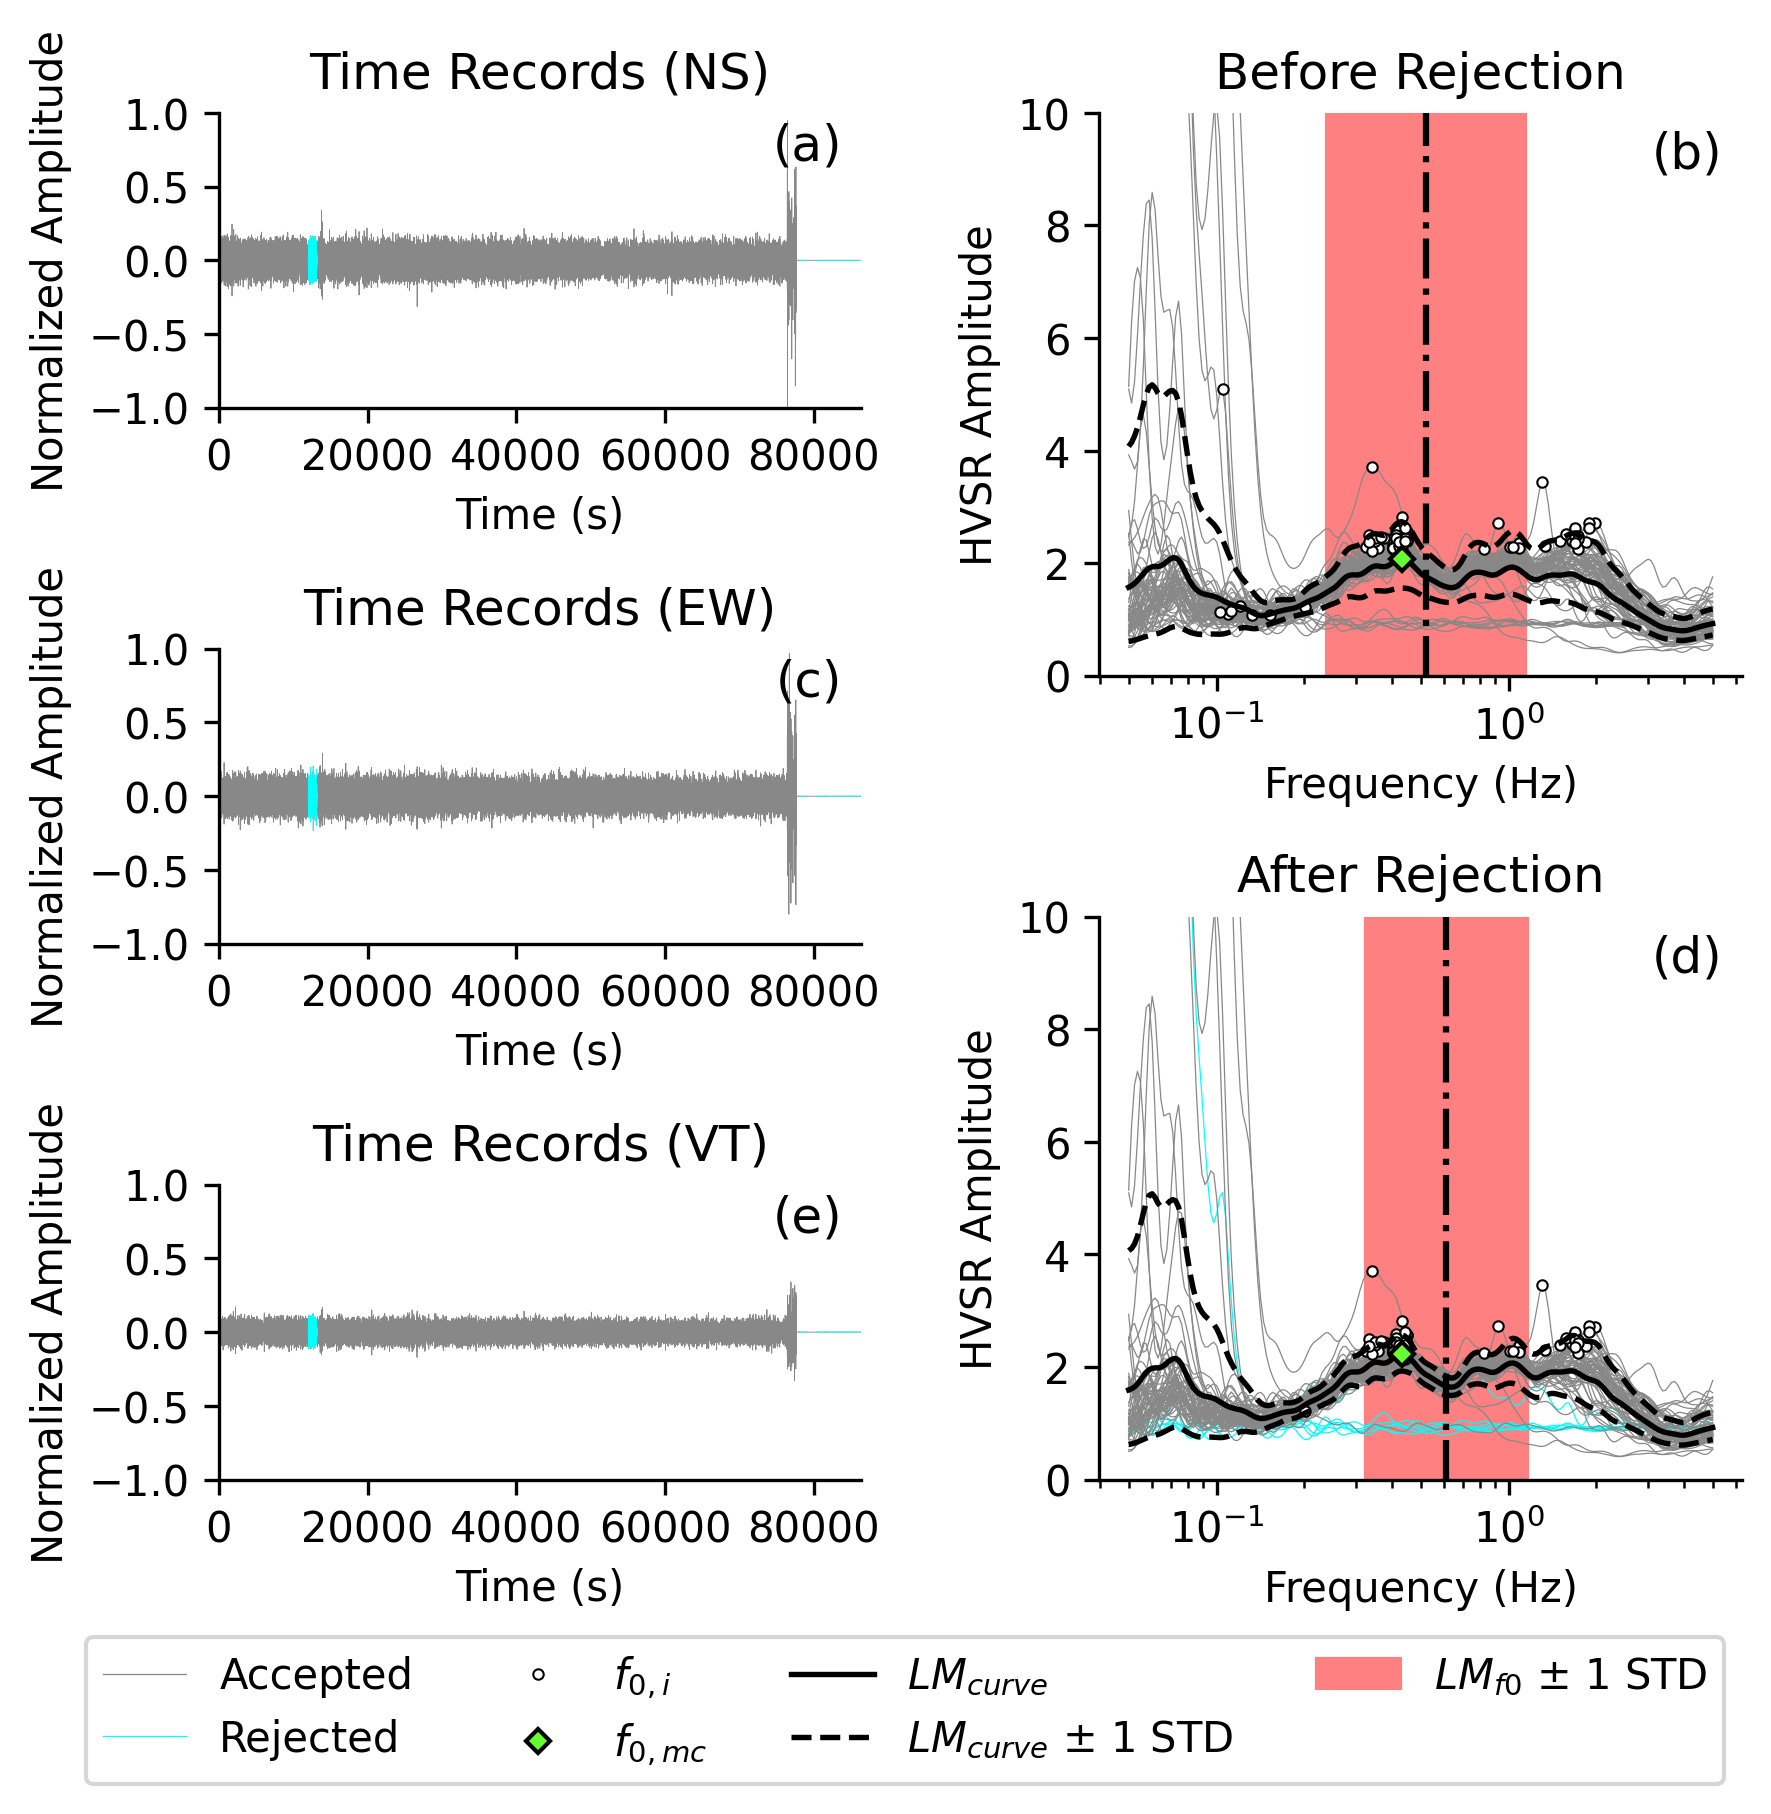 Time Records (NS)
Normalized Amplitude
1.0
0.5
0.0
−0.5
−1.0
(a)
0 20000 40000 60000 80000
Time (s)
Before Rejection
HVSR Amplitude
10
8
6
4
2
0
(b)
10⁻¹ 10⁰
Frequency (Hz)
Time Records (EW)
Normalized Amplitude
1.0
0.5
0.0
−0.5
−1.0
(c)
0 20000 40000 60000 80000
Time (s)
After Rejection
HVSR Amplitude
10
8
6
4
2
0
(d)
10⁻¹ 10⁰
Frequency (Hz)
Time Records (VT)
Normalized Amplitude
1.0
0.5
0.0
−0.5
−1.0
(e)
0 20000 40000 60000 80000
Time (s)
Accepted
Rejected
f0,i
f0,mc
LMcurve
LMcurve ± 1 STD
LMf0 ± 1 STD